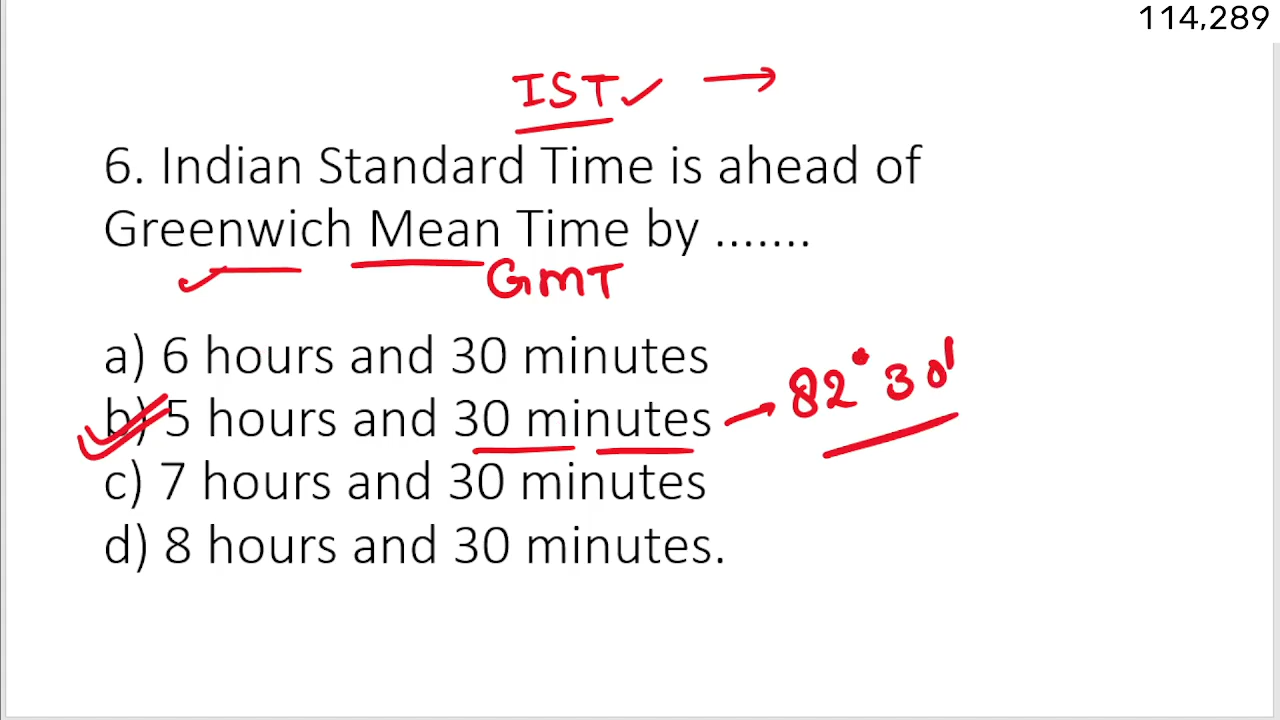 114,289
IST
6. Indian Standard Time is ahead of
Greenwich Mean Time by .......
GMT
a) 6 hours and 30 minutes
b) 5 hours and 30 minutes 82° 30'
c) 7 hours and 30 minutes
d) 8 hours and 30 minutes.